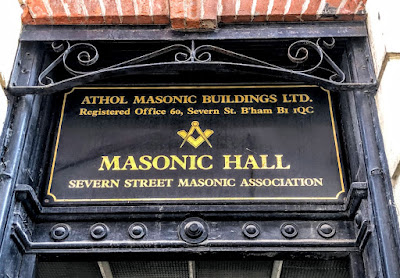 ATHOL MASONIC BUILDINGS LTD.
Registered Office 60, Severn St. B'ham B1 1QC
MASONIC HALL
SEVERN STREET MASONIC ASSOCIATION